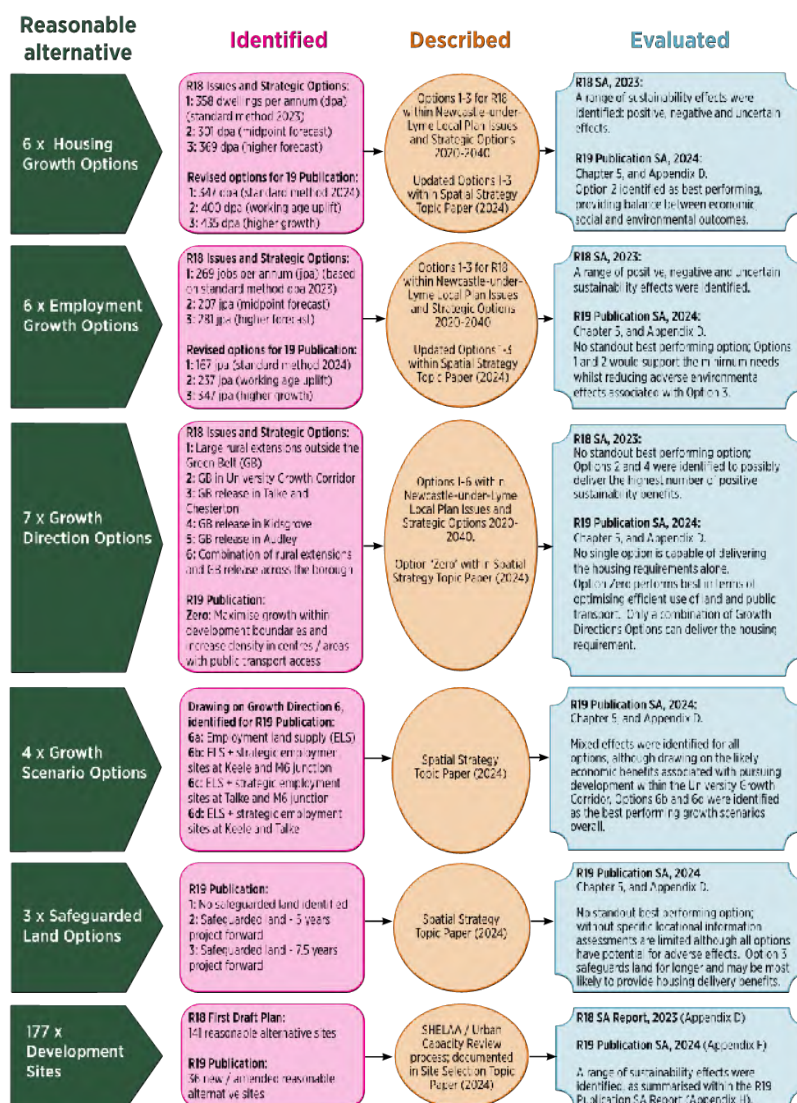 Reasonable
alternative
Identified
Described
Evaluated
6 x Housing
Growth Options
R18 Issues and Strategic Options:
1: 358 dwellings per annum (dpa)
(standard method 2023)
2: 301 dpa (midpoint forecast)
3: 369 dpa (higher forecast)
Revised options for 19 Publication:
1: 347 dpa (standard method 2024)
2: 400 dpa (working age uplift)
3: 435 dpa (higher growth)
Options 1-3 for R18
within Newcastle-under-
Lyme Local Plan Issues
and Strategic Options
2020-2040
Updated Options 1-3
within Spatial Strategy
Topic Paper (2024)
R18 SA, 2023:
A range of sustainability effects were
identified: positive, negative and uncertain
effects.
R19 Publication SA, 2024:
Chapter 5, and Appendix D.
Option 2 identified as best performing,
providing balance between economic
social and environmental outcomes.
6 x Employment
Growth Options
R18 Issues and Strategic Options:
1: 269 jobs per annum (jpa) (based
on standard method dpa 2023)
2: 207 jpa (midpoint forecast)
3: 281 jpa (higher forecast)
Revised options for 19 Publication:
1: 167 jpa (standard method 2024)
2: 237 jpa (working age uplift)
3: 347 jpa (higher growth)
Options 1-3 for R18
within Newcastle-under-
Lyme Local Plan Issues
and Strategic Options
2020-2040
Updated Options 1-3
within Spatial Strategy
Topic Paper (2024)
R18 SA, 2023:
A range of positive, negative and uncertain
sustainability effects were identified.
R19 Publication SA, 2024:
Chapter 5, and Appendix D.
No standout best performing option; Options
1 and 2 would support the minimum needs
whilst reducing adverse environmental
effects associated with Option 3.
7 x Growth
Direction Options
R18 Issues and Strategic Options:
1: Large rural extensions outside the
Green Belt (GB)
2: GB in University Growth Corridor
3: GB release in Talke and
Chesterton
4: GB release in Kidsgrove
5: GB release in Audley
6: Combination of rural extensions
and GB release across the borough
R19 Publication:
Zero: Maximise growth within
development boundaries and
increase density in centres / areas
with public transport access
Options 1-6 within
Newcastle-under-Lyme
Local Plan Issues and
Strategic Options 2020-
2040.
Option 'Zero' within Spatial
Strategy Topic Paper (2024)
R18 SA, 2023:
No standout best performing option;
Options 2 and 4 were identified to possibly
deliver the highest number of positive
sustainability benefits.
R19 Publication SA, 2024:
Chapter 5, and Appendix D.
No single option is capable of delivering
the housing requirements alone.
Option Zero performs best in terms of
optimising efficient use of land and public
transport. Only a combination of Growth
Directions Options can deliver the housing
requirement.
4 x Growth
Scenario Options
Drawing on Growth Direction 6,
identified for R19 Publication:
6a: Employment land supply (ELS)
6b: ELS + strategic employment
sites at Keele and M6 junction
6c: ELS + strategic employment
sites at Talke and M6 junction
6d: ELS + strategic employment
sites at Keele and Talke
Spatial Strategy
Topic Paper (2024)
R19 Publication SA, 2024:
Chapter 5, and Appendix D.
Mixed effects were identified for all
options, although drawing on the likely
economic benefits associated with pursuing
development within the University Growth
Corridor, Options 6b and were identified
as the best performing growth scenarios
overall.
3 x Safeguarded
Land Options
R19 Publication:
1: No safeguarded land identified
2: Safeguarded land - 5 years
project forward
3: Safeguarded land - 7.5 years
project forward
Spatial Strategy
Topic Paper (2024)
R19 Publication SA, 2024
Chapter 5, and Appendix D.
No standout best performing option;
without specific locational information
assessments are limited although all options
have potential for adverse effects. Option 3
safeguards land for longer and may be most
likely to provide housing delivery benefits.
177 x
Development
Sites
R18 First Draft Plan:
141 reasonable alternative sites
R19 Publication:
36 new / amended reasonable
alternative sites
SHELAA / Urban
Capacity Review
process; documented
in Site Selection Topic
Paper (2024)
R18 SA Report, 2023 (Appendix D)
R19 Publication SA, 2024 (Appendix F)
A range of sustainability effects were
identified, as summarised within the R19
Publication SA Report (Appendix H).